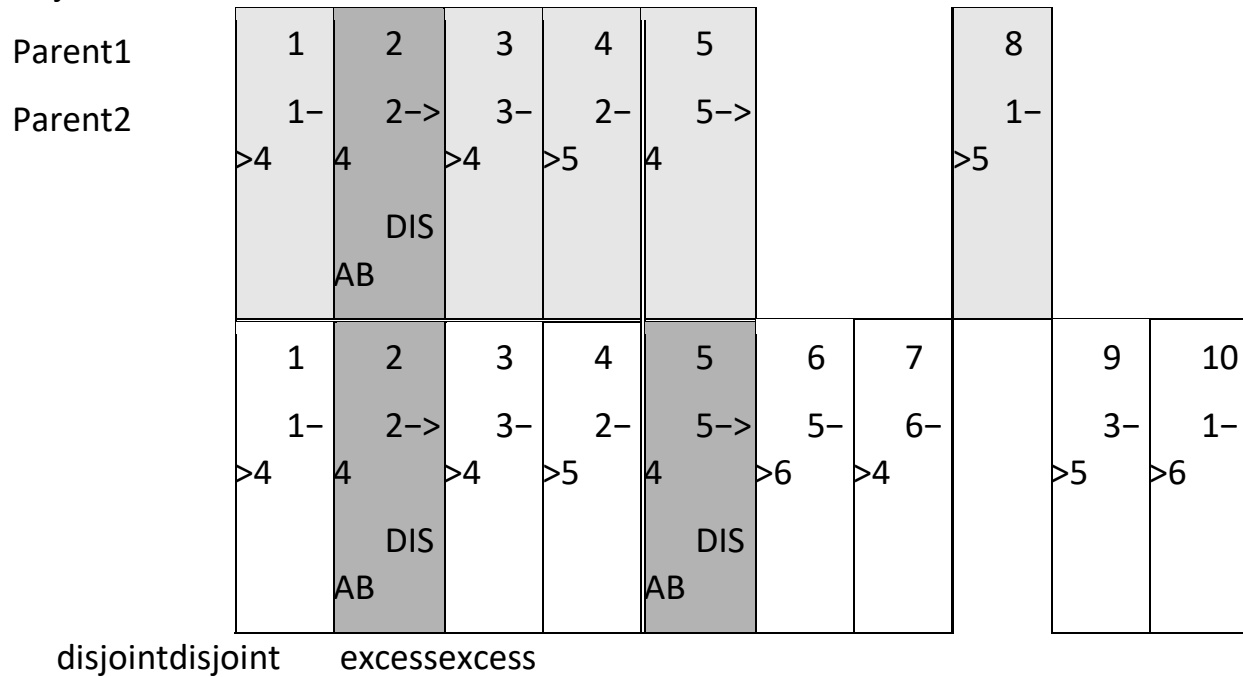 Parent1 1 2 3 4 5 8
Parent2 1− 2−> 3− 2− 5−> 1−
>4 4 >4 >5 4 >5
DIS
AB
1 2 3 4 5 6 7 9 10
1− 2−> 3− 2− 5−> 5− 6− 3− 1−
>4 4 >4 >5 4 >6 >4 >5 >6
DIS DIS
AB AB
disjointdisjoint excessexcess